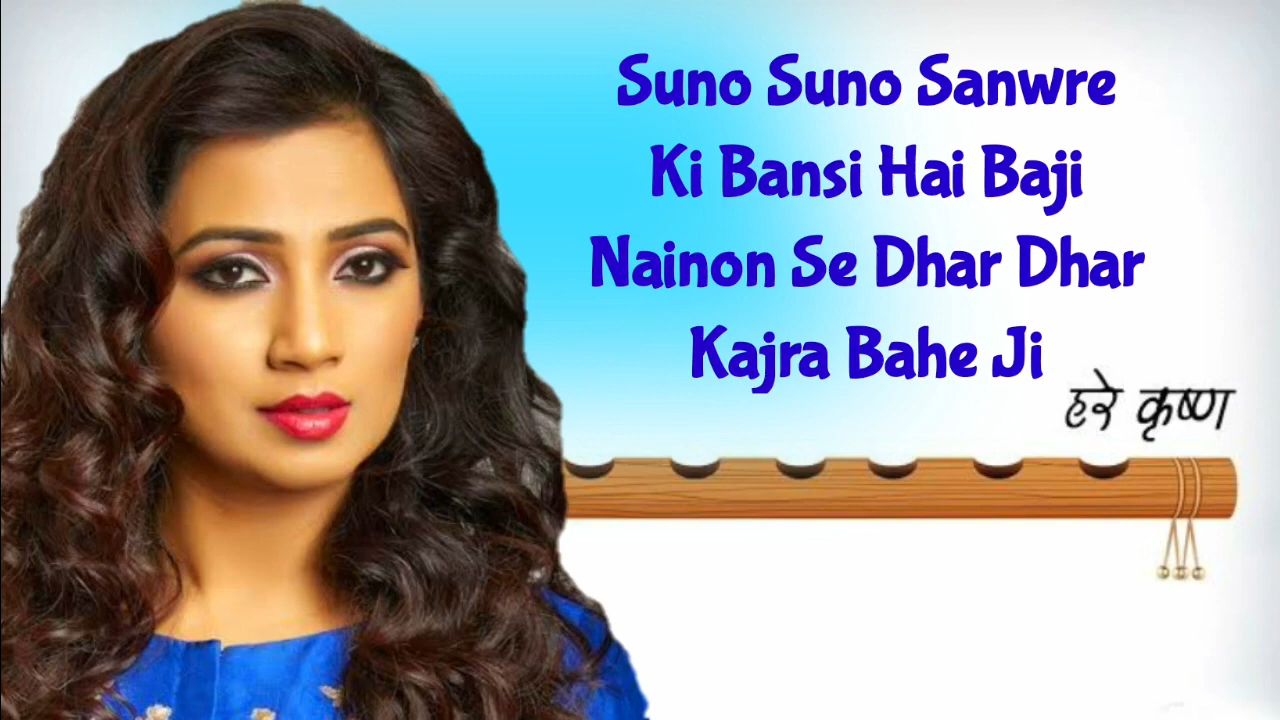 Suno Suno Sanwre
Ki Bansi Hai Baji
Nainon Se Dhar Dhar
Kajra Bahe Ji
हरे कृष्ण